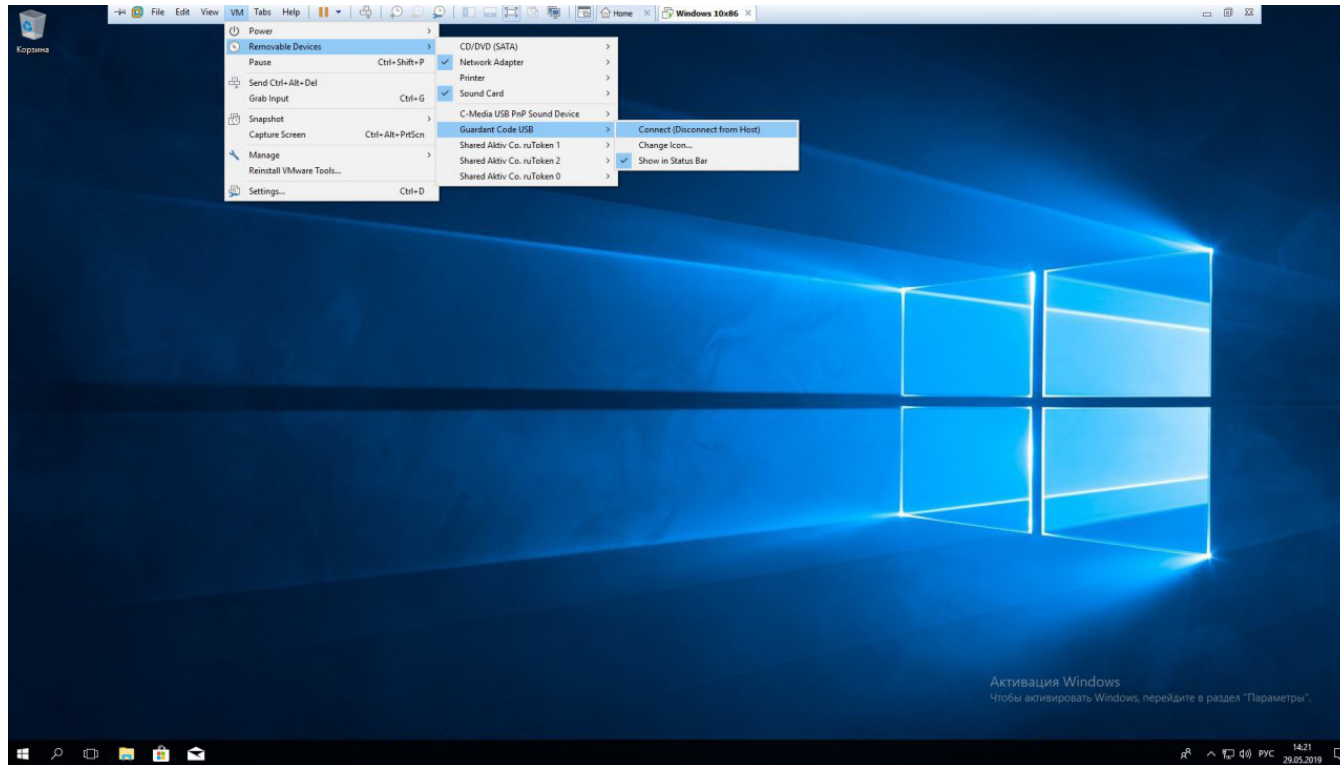 File Edit View VM Tabs Help Home Windows 10x86
Корзина
Power
Removable Devices
Pause Ctrl+Shift+P
Send Ctrl+Alt+Del
Grab Input Ctrl+G
Snapshot
Capture Screen Ctrl+Alt+PrtScn
Manage
Reinstall VMware Tools...
Settings... Ctrl+D
CD/DVD (SATA)
Network Adapter
Printer
Sound Card
C-Media USB PnP Sound Device
Guardant Code USB
Shared Aktiv Co. ruToken 1
Shared Aktiv Co. ruToken 2
Shared Aktiv Co. ruToken 0
Connect (Disconnect from Host)
Change Icon...
Show in Status Bar
Активация Windows
Чтобы активировать Windows, перейдите в раздел "Параметры".
РУС 14:21
29.05.2019